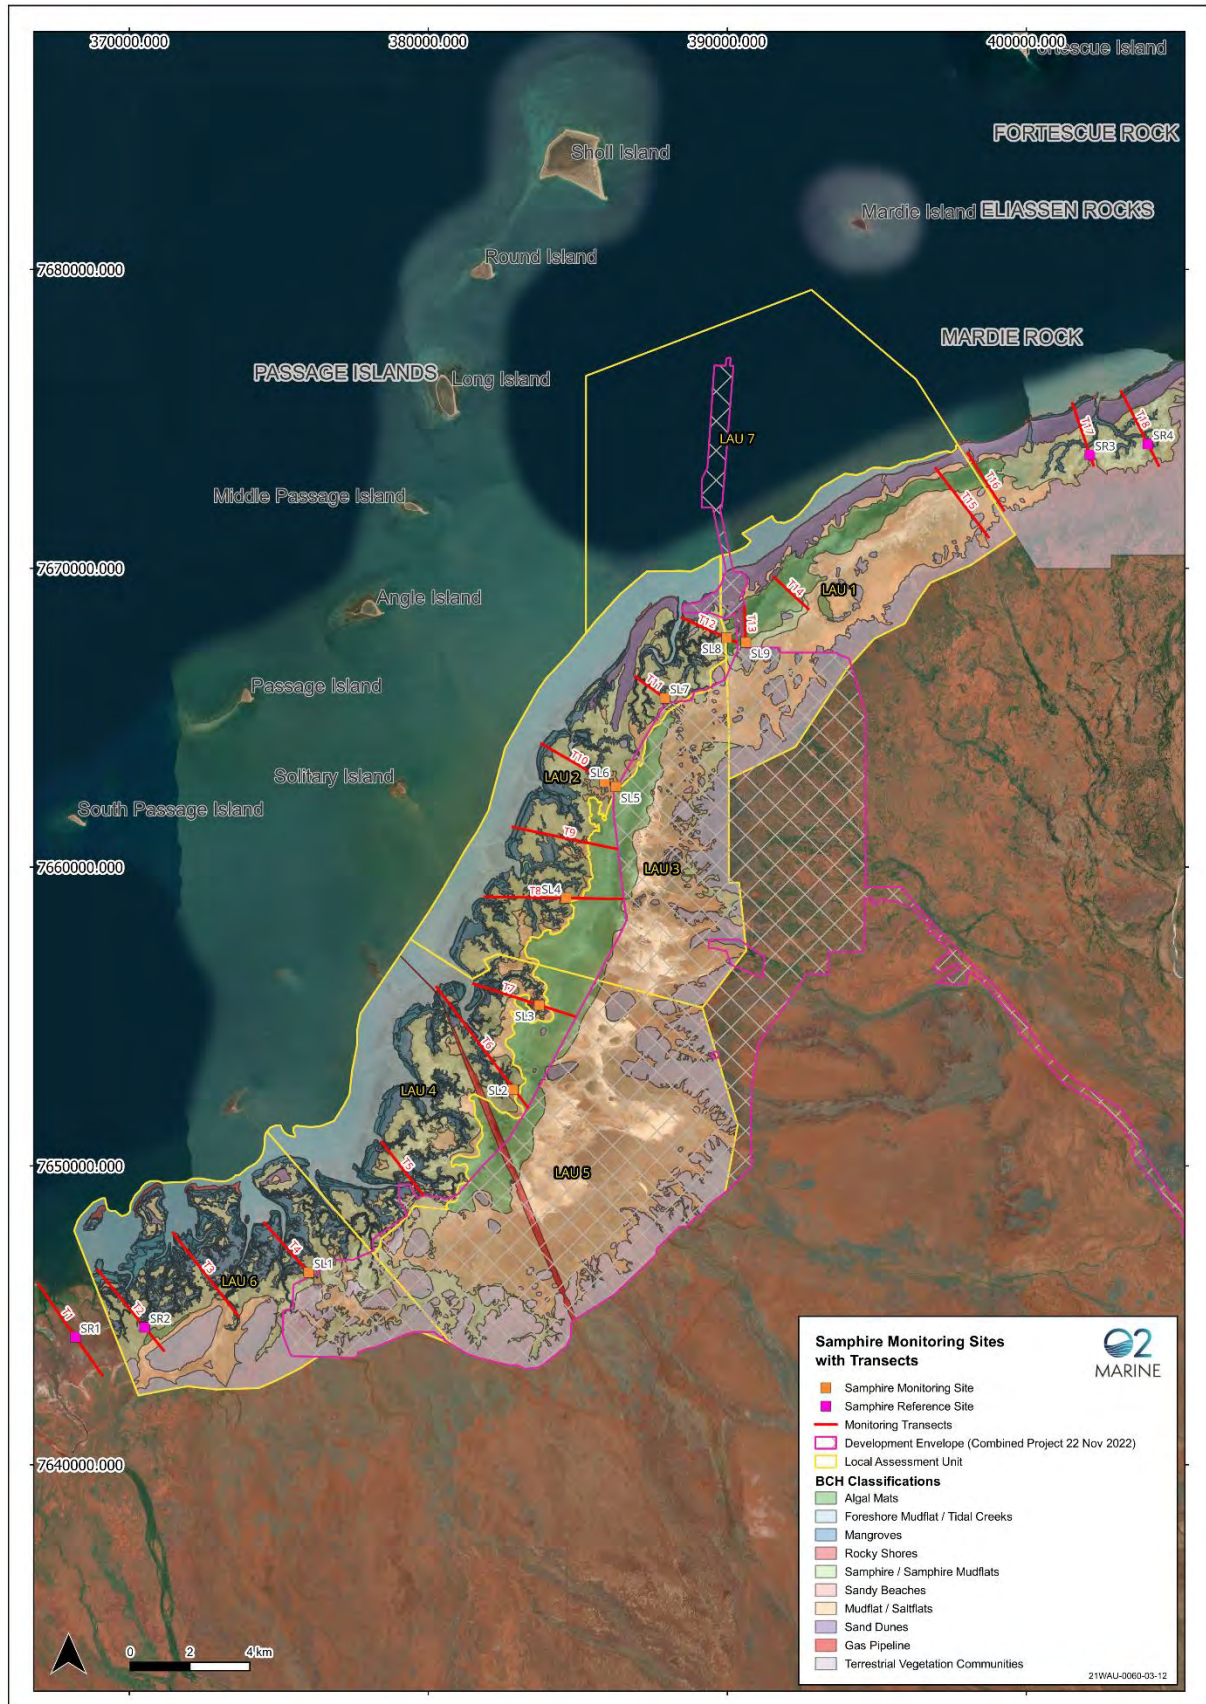 370000.000
380000.000
390000.000
400000.000
ortescue Island
FORTESCUE ROCK
Sholl Island
Mardie Island
ELIASSEN ROCKS
Round Island
7680000.000
MARDIE ROCK
PASSAGE ISLANDS
Long Island
T17
T18
SR4
SR3
LAU 7
Middle Passage Island
T16
T15
7670000.000
Angle Island
T14
LAU 1
T13
T12
SL8
SL9
Passage Island
T11
SL7
T10
Solitary Island
SL6
LAU 2
SL5
South Passage Island
T9
7660000.000
LAU 3
T8
SL4
T7
SL3
T6
LAU 4
SL2
7650000.000
T5
LAU 5
T4
SL1
T3
LAU 6
T2
T1
SR2
SR1
7640000.000
Samphire Monitoring Sites
with Transects
O2
MARINE
Samphire Monitoring Site
Samphire Reference Site
Monitoring Transects
Development Envelope (Combined Project 22 Nov 2022)
Local Assessment Unit
BCH Classifications
Algal Mats
Foreshore Mudflat / Tidal Creeks
Mangroves
Rocky Shores
Samphire / Samphire Mudflats
Sandy Beaches
Mudflat / Saltflats
Sand Dunes
Gas Pipeline
Terrestrial Vegetation Communities
0 2 4 km
21WAU-0060-03-12